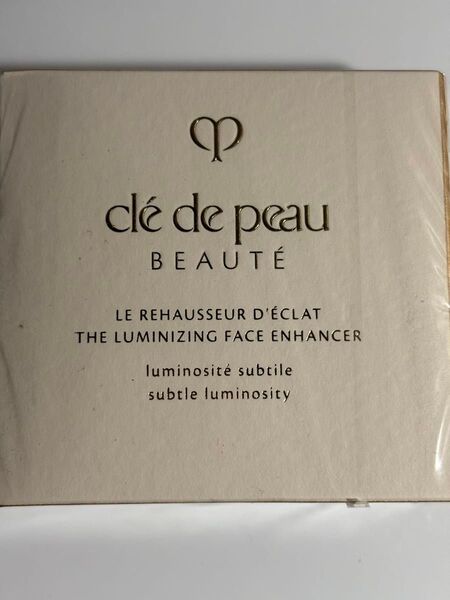 clé de peau
BEAUTÉ
LE REHAUSSEUR D'ÉCLAT
THE LUMINIZING FACE ENHANCER
luminosité subtile
subtle luminosity